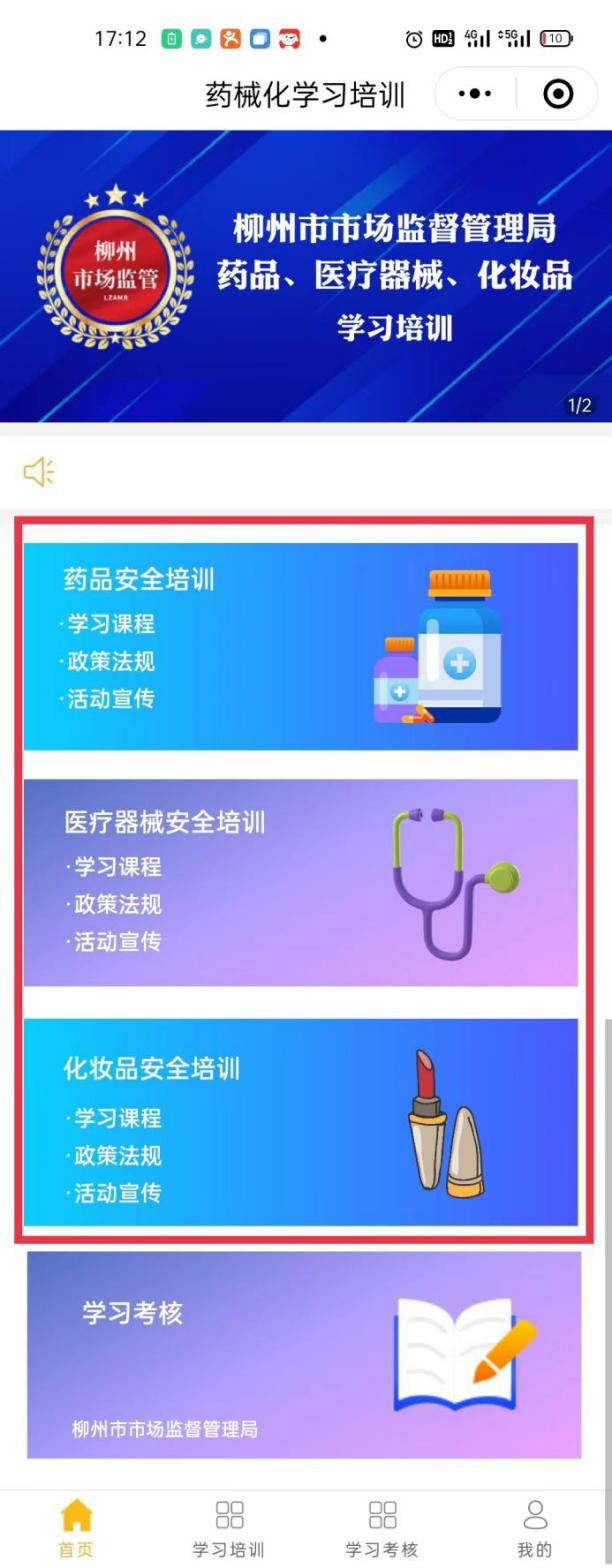 17:12
HD
4G
5G
10
药械化学习培训
柳州
市场监管
LZAMR
柳州市市场监督管理局
药品、医疗器械、化妆品
学习培训
1/2
药品安全培训
·学习课程
·政策法规
·活动宣传
医疗器械安全培训
·学习课程
·政策法规
·活动宣传
化妆品安全培训
·学习课程
·政策法规
·活动宣传
学习考核
柳州市市场监督管理局
首页
学习培训
学习考核
我的